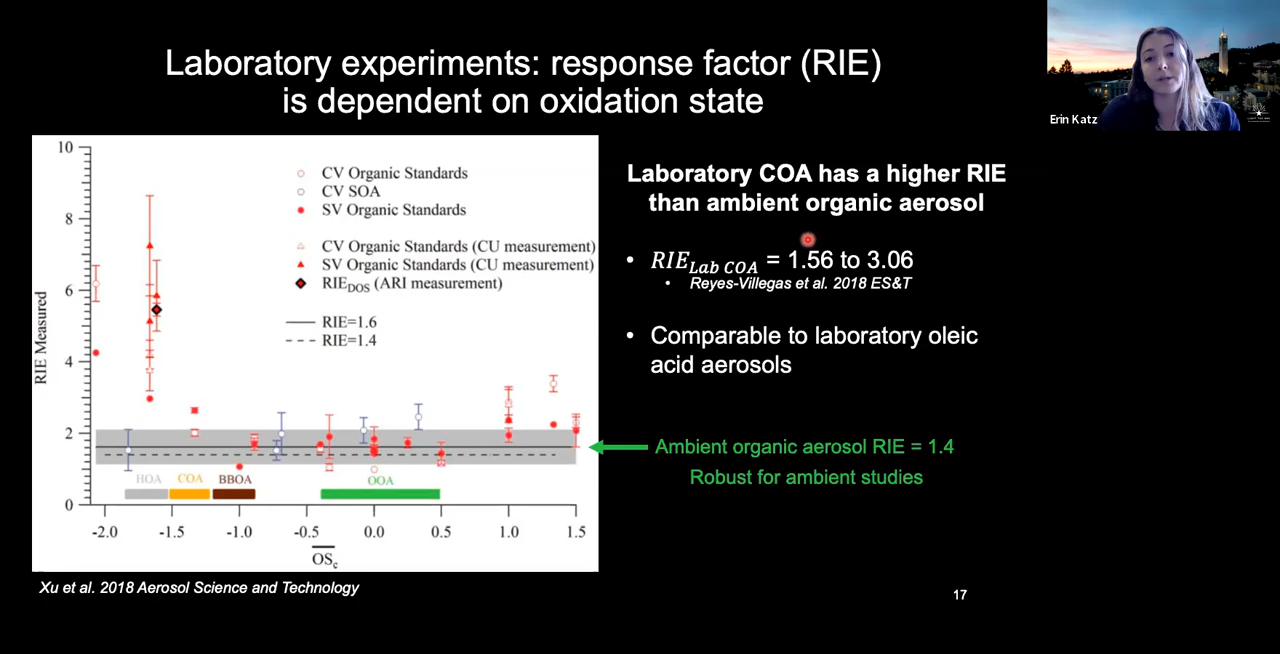 Laboratory experiments: response factor (RIE)
is dependent on oxidation state
Erin Katz
10
8
6
4
2
0
RIE Measured
CV Organic Standards
CV SOA
SV Organic Standards
CV Organic Standards (CU measurement)
SV Organic Standards (CU measurement)
RIEDOS (ARI measurement)
RIE=1.6
RIE=1.4
HOA COA BBOA OOA
-2.0 -1.5 -1.0 -0.5 0.0 0.5 1.0 1.5
OSc
Xu et al. 2018 Aerosol Science and Technology
Laboratory COA has a higher RIE
than ambient organic aerosol
• RIELab COA = 1.56 to 3.06
• Reyes-Villegas et al. 2018 ES&T
• Comparable to laboratory oleic
acid aerosols
Ambient organic aerosol RIE = 1.4
Robust for ambient studies
17